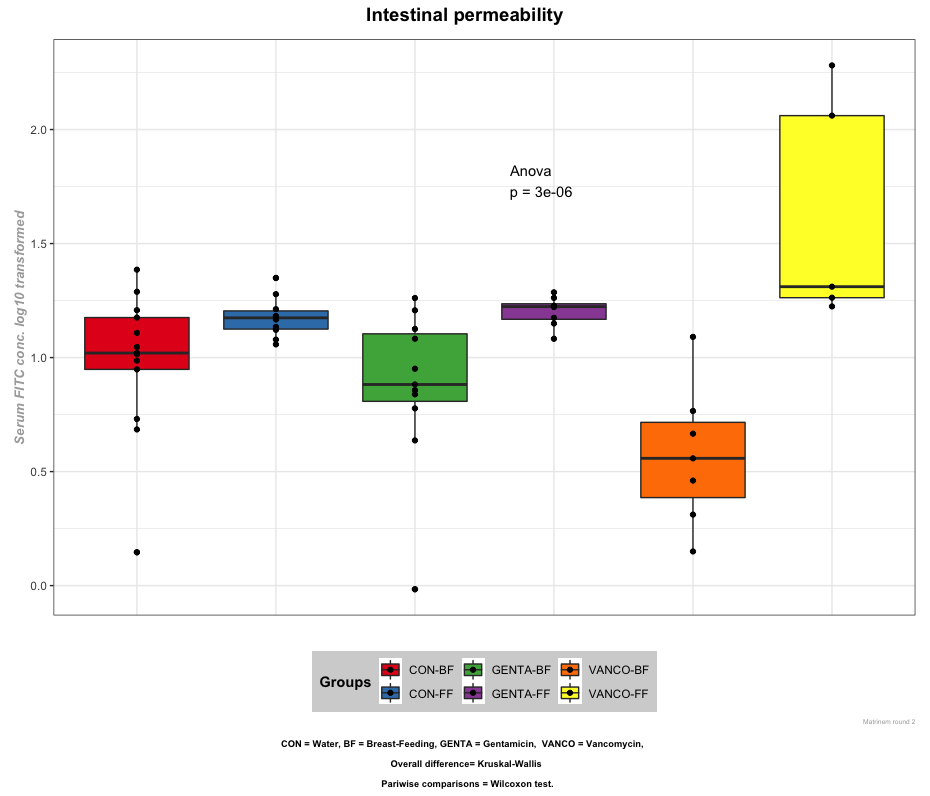 Intestinal permeability
Serum FITC conc. log10 transformed
2.0
1.5
1.0
0.5
0.0
Anova
p = 3e-06
Groups
CON-BF
GENTA-BF
VANCO-BF
CON-FF
GENTA-FF
VANCO-FF
Matrinem round 2
CON = Water, BF = Breast-Feeding, GENTA = Gentamicin,  VANCO = Vancomycin,
Overall difference= Kruskal-Wallis
Pariwise comparisons = Wilcoxon test.